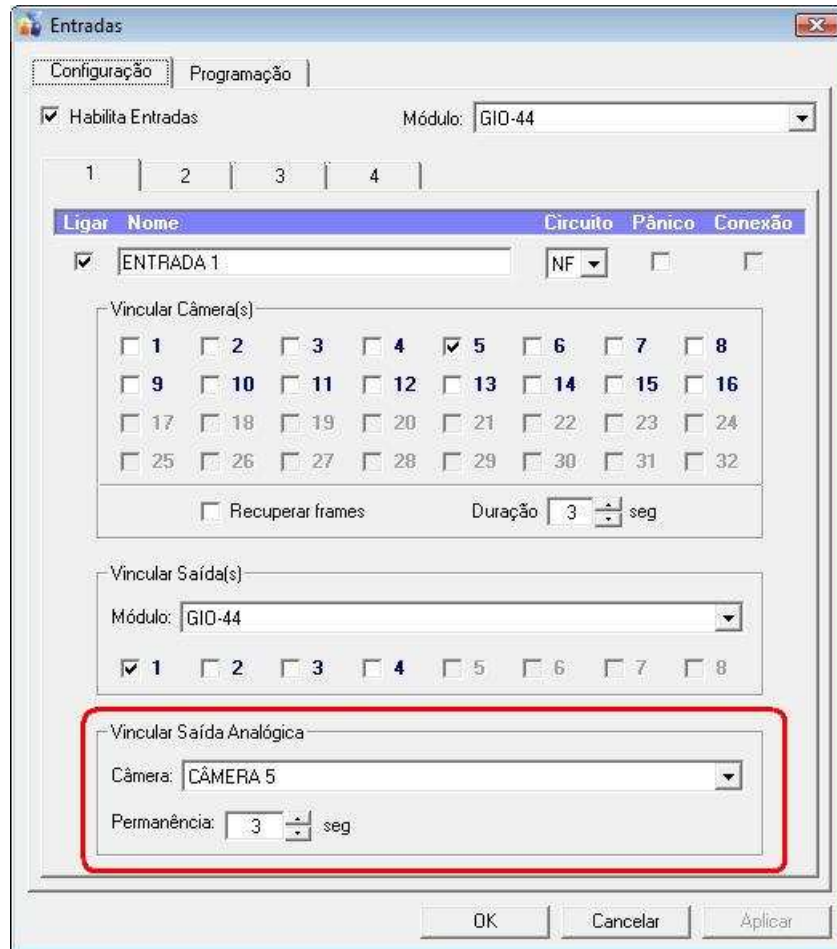 Entradas
Configuração Programação
Habilita Entradas Módulo: GIO-44
1 2 3 4
Ligar Nome Circuito Pânico Conexão
ENTRADA 1 NF
Vincular Câmera(s)
1 2 3 4 5 6 7 8
9 10 11 12 13 14 15 16
17 18 19 20 21 22 23 24
25 26 27 28 29 30 31 32
Recuperar frames Duração 3 seg
Vincular Saída(s)
Módulo: GIO-44
1 2 3 4 5 6 7 8
Vincular Saída Analógica
Câmera: CÂMERA 5
Permanência: 3 seg
OK Cancelar Aplicar